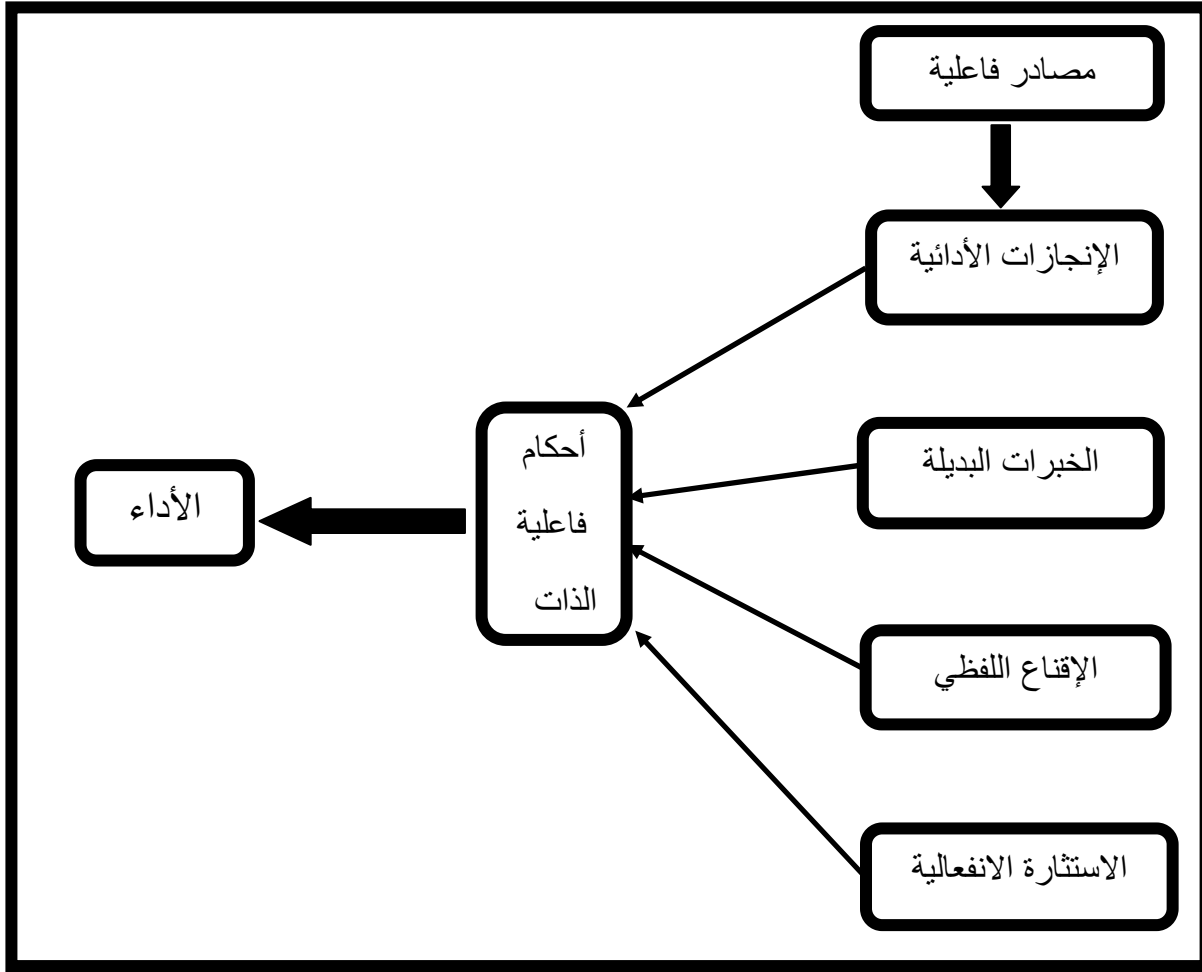 مصادر فاعلية
الإنجازات الأدائية
الخبرات البديلة
الإقناع اللفظي
الاستثارة الانفعالية
أحكام
فاعلية
الذات
الأداء